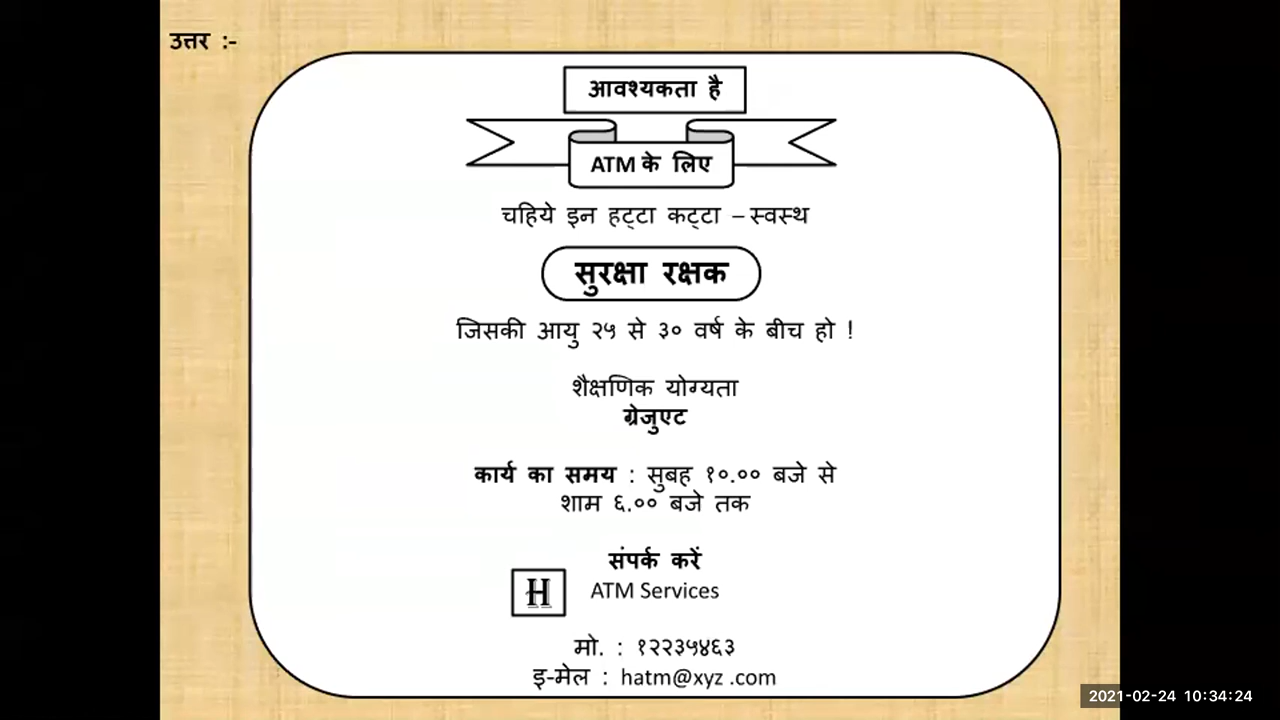 उत्तर :-
आवश्यकता है
ATM के लिए
चहिये इन हट्टा कट्टा – स्वस्थ
सुरक्षा रक्षक
जिसकी आयु २५ से ३० वर्ष के बीच हो !
शैक्षणिक योग्यता
ग्रेजुएट
कार्य का समय : सुबह १०.०० बजे से
शाम ६.०० बजे तक
संपर्क करें
H ATM Services
मो. : १२२३५४६३
इ-मेल : hatm@xyz .com
2021-02-24 10:34:24